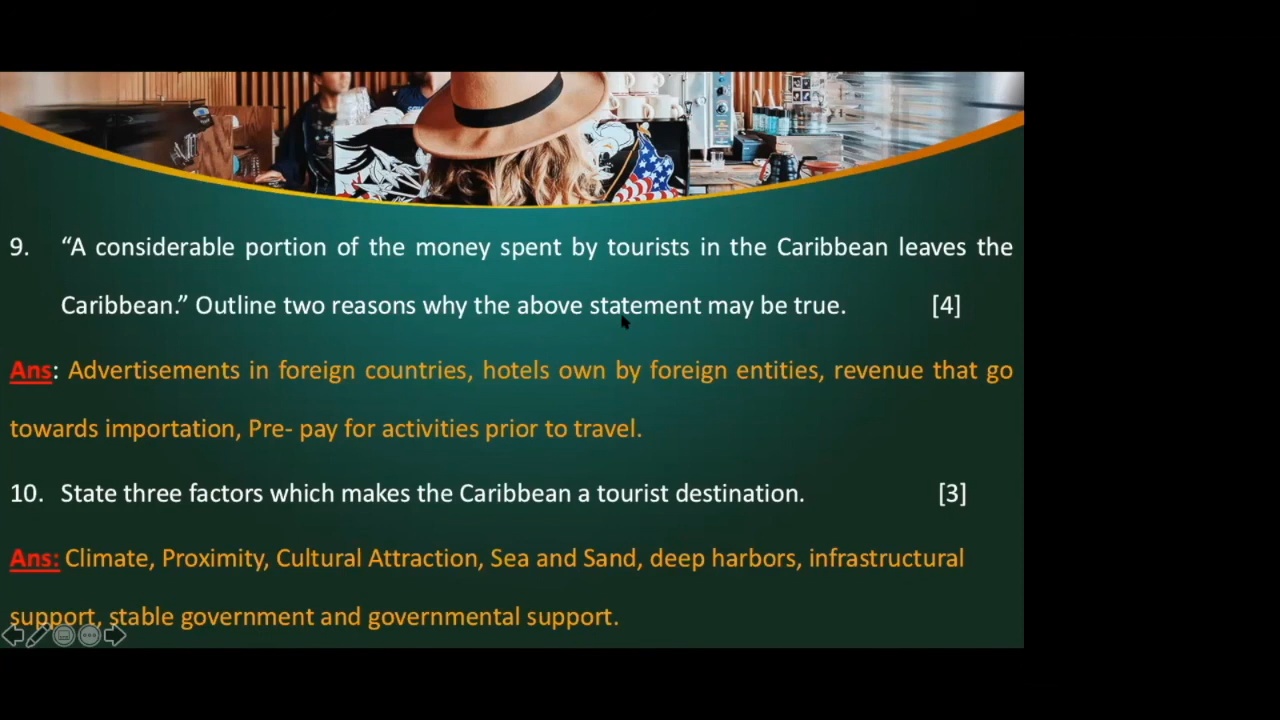 9. “A considerable portion of the money spent by tourists in the Caribbean leaves the
Caribbean.” Outline two reasons why the above statement may be true. [4]
Ans: Advertisements in foreign countries, hotels own by foreign entities, revenue that go
towards importation, Pre- pay for activities prior to travel.
10. State three factors which makes the Caribbean a tourist destination. [3]
Ans: Climate, Proximity, Cultural Attraction, Sea and Sand, deep harbors, infrastructural
support, stable government and governmental support.